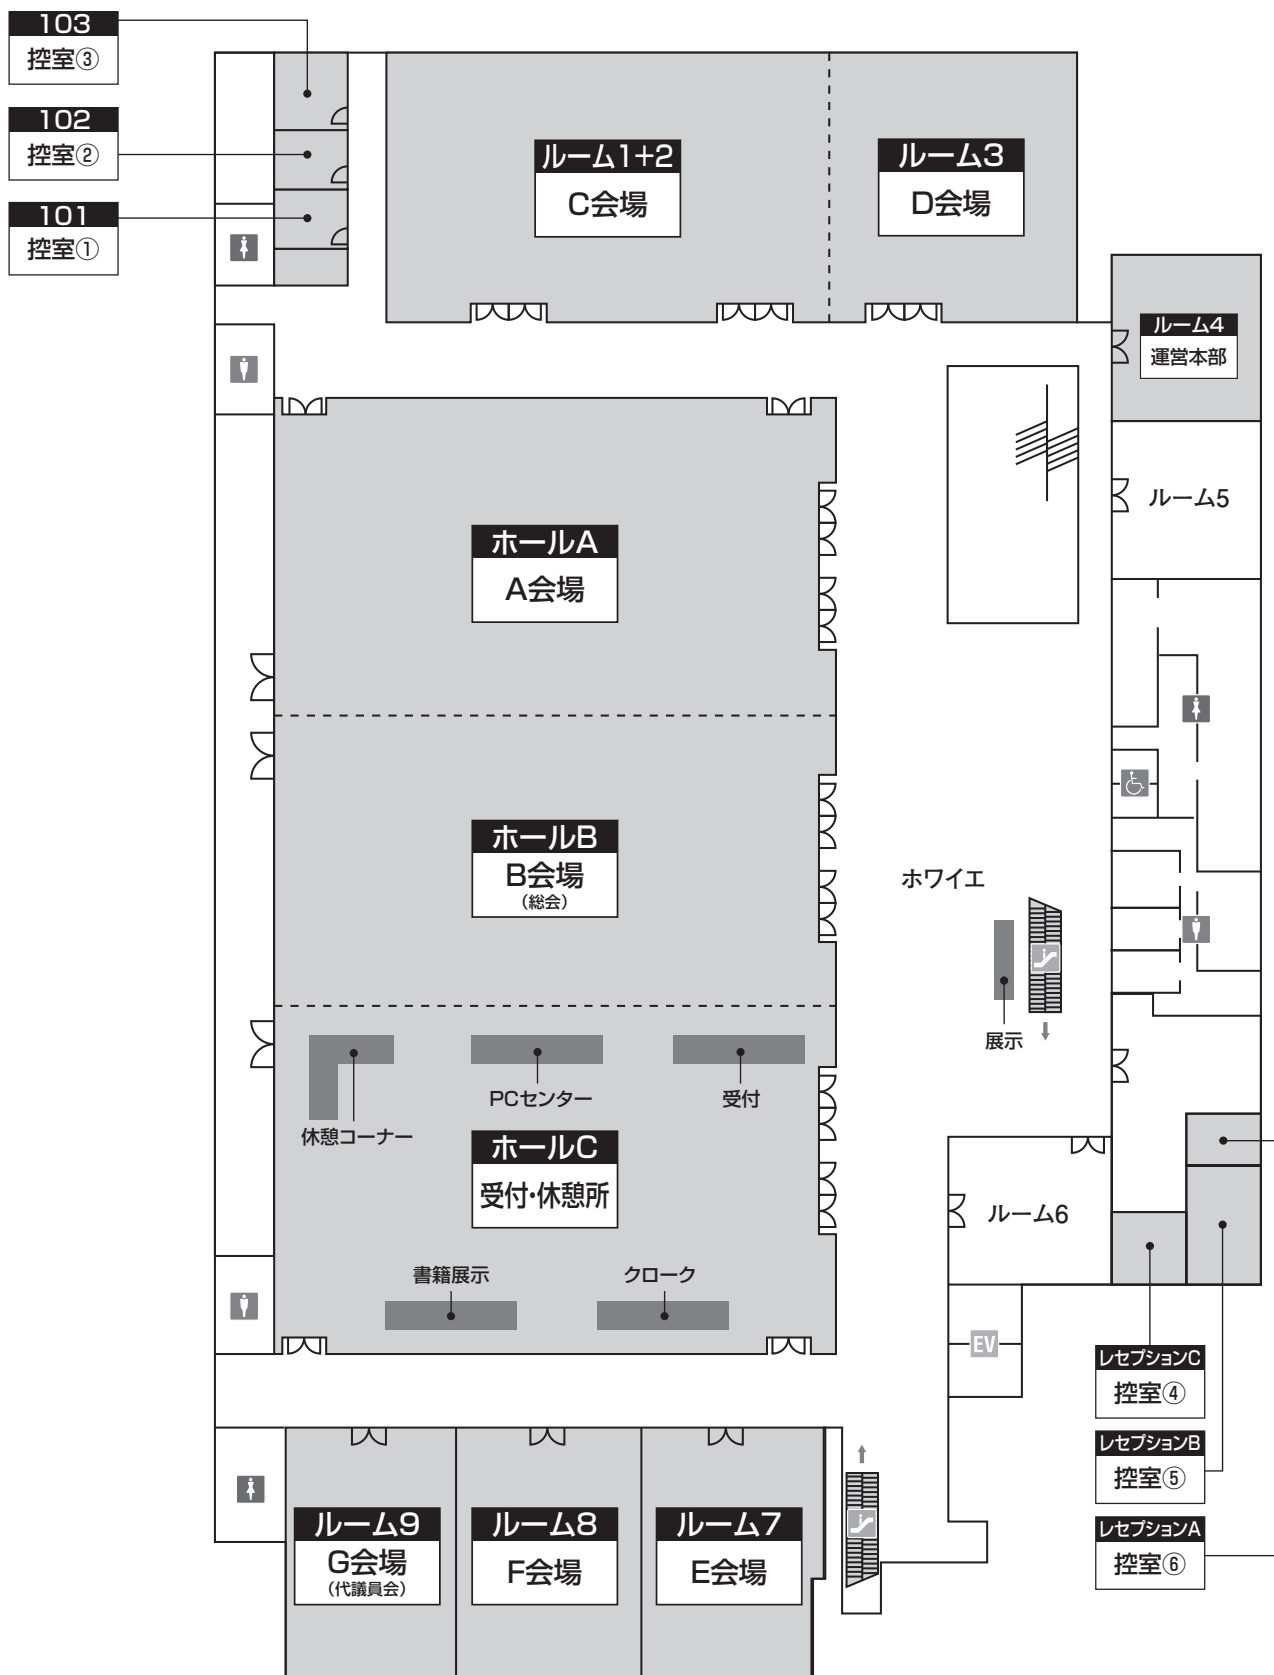 103
控室③
102
控室②
101
控室①
ルーム1+2
C会場
ルーム3
D会場
ルーム4
運営本部
ルーム5
ホールA
A会場
ホールB
B会場
（総会）
ホワイエ
展示
PCセンター
受付
休憩コーナー
ホールC
受付・休憩所
ルーム6
書籍展示
クローク
EV
レセプションC
控室④
レセプションB
控室⑤
レセプションA
控室⑥
ルーム9
G会場
（代議員会）
ルーム8
F会場
ルーム7
E会場